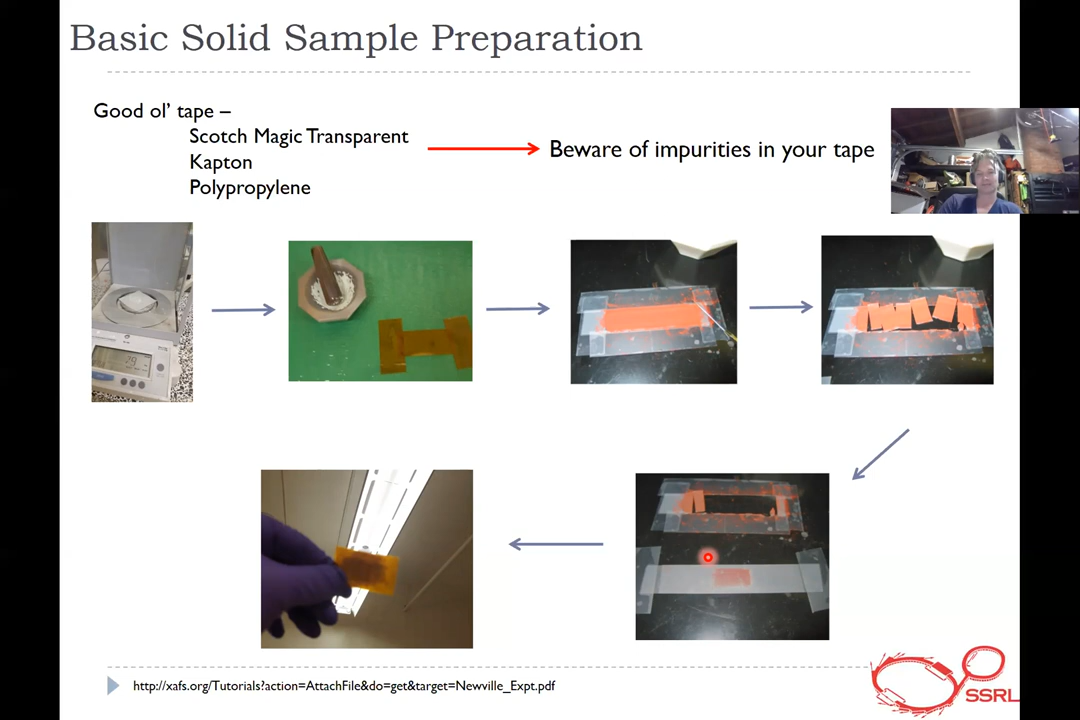 Basic Solid Sample Preparation
Good ol' tape –
Scotch Magic Transparent
Kapton
Polypropylene
Beware of impurities in your tape
http://xafs.org/Tutorials?action=AttachFile&do=get&target=Newville_Expt.pdf
SSRL